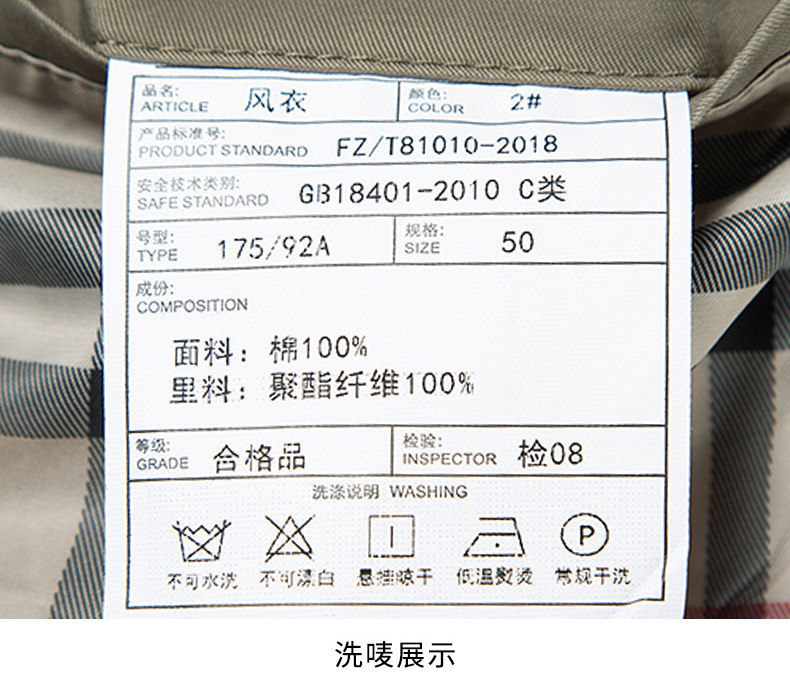 品名: 风衣 颜色: 2#
ARTICLE COLOR
产品标准号:
PRODUCT STANDARD FZ/T81010-2018
安全技术类别:
SAFE STANDARD GB18401-2010 C类
号型: 175/92A 规格: 50
TYPE SIZE
成份:
COMPOSITION
面料: 棉100%
里料: 聚酯纤维100%
等级: 合格品 检验: 检08
GRADE INSPECTOR
洗涤说明 WASHING
P
不可水洗 不可漂白 悬挂晾干 低温熨烫 常规干洗
洗唛展示